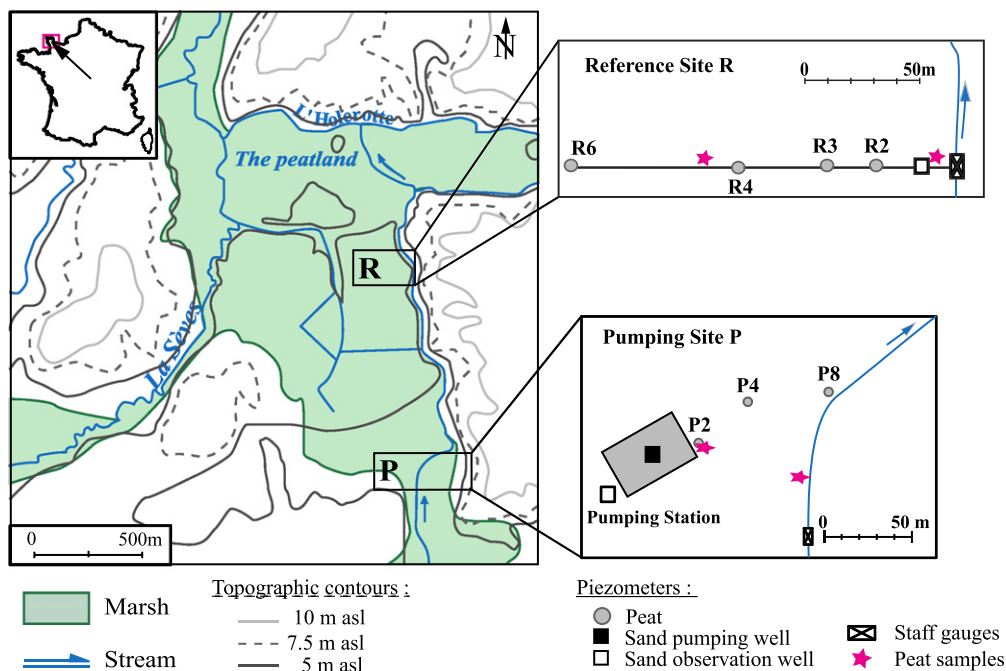 N
L'Holerotte
The peatland
La Sèves
R
P
0 500m
Reference Site R
0 50m
R6 R4 R3 R2
Pumping Site P
P8
P4
P2
Pumping Station
0 50 m
Marsh
Stream
Topographic contours :
10 m asl
7.5 m asl
5 m asl
Piezometers :
Peat
Sand pumping well
Sand observation well
Staff gauges
Peat samples